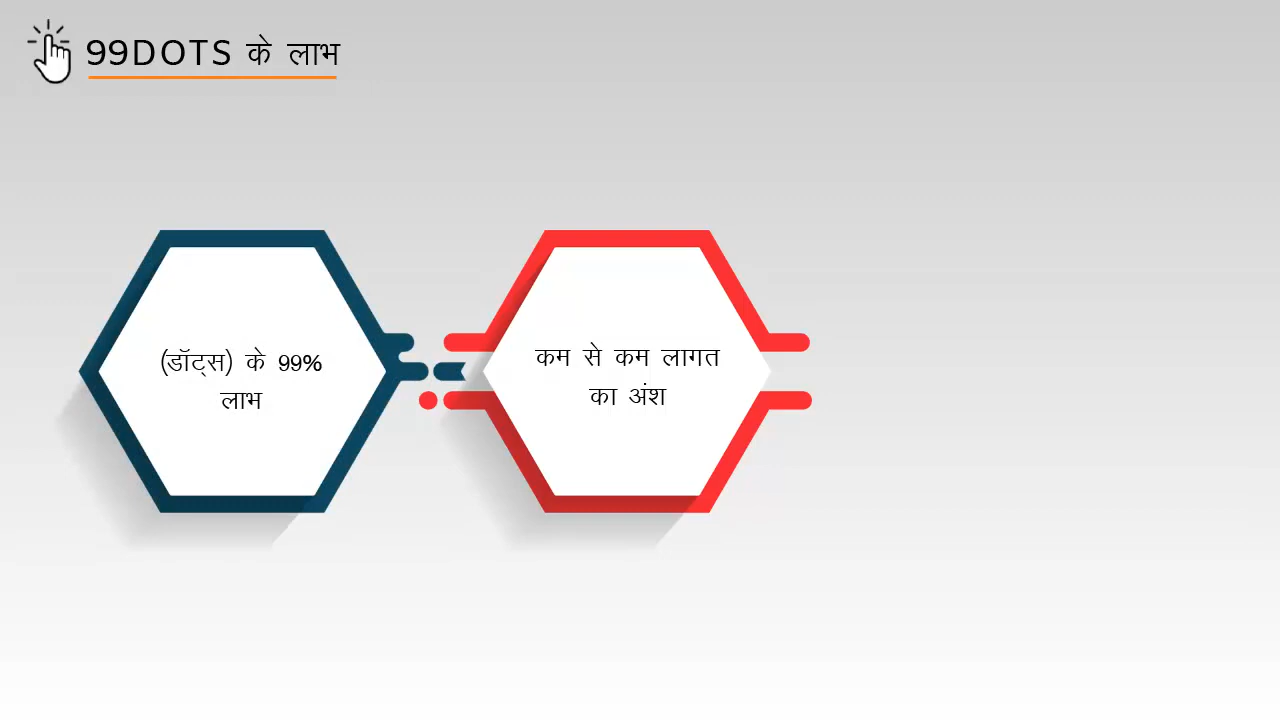 99DOTS के लाभ
(डॉट्स) के 99%
लाभ
कम से कम लागत
का अंश